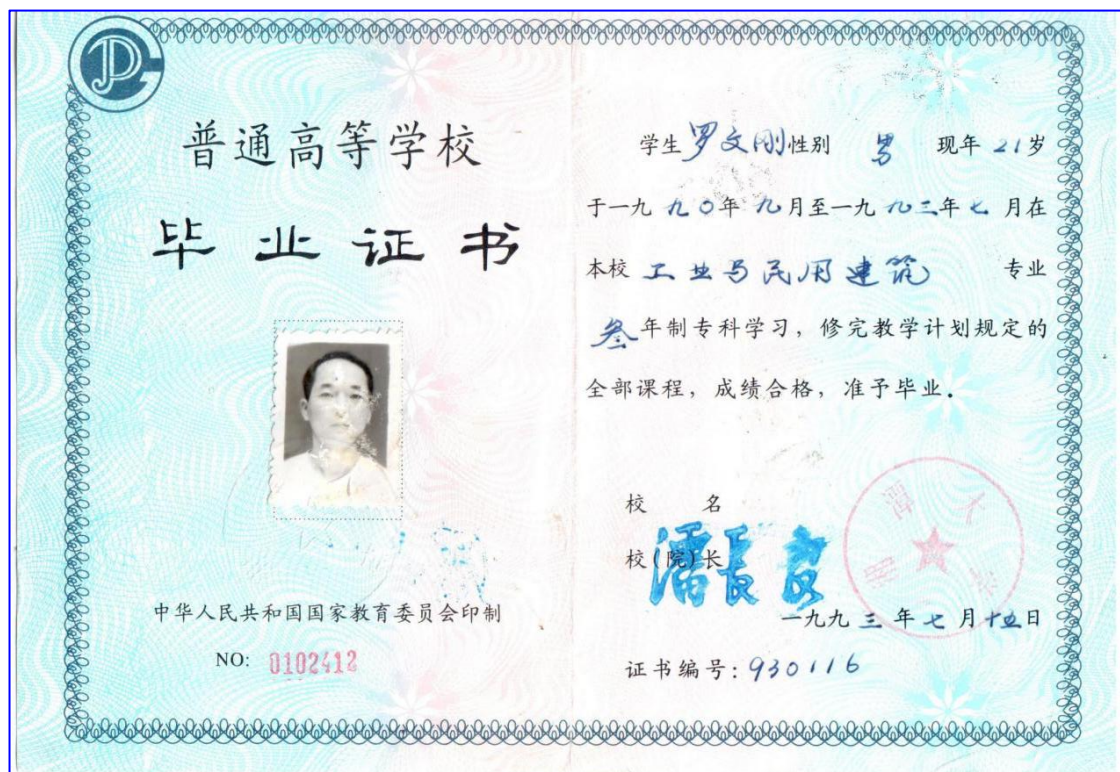 普通高等学校
毕业证书
中华人民共和国国家教育委员会印制
NO: 0102412
学生 罗文刚 性别 男 现年 21岁
于一九九〇年九月至一九九三年七月在
本校 工业与民用建筑 专业
叁年制专科学习，修完教学计划规定的
全部课程，成绩合格，准予毕业.
校 名
校(院)长
一九九三年七月十五日
证书编号: 930116